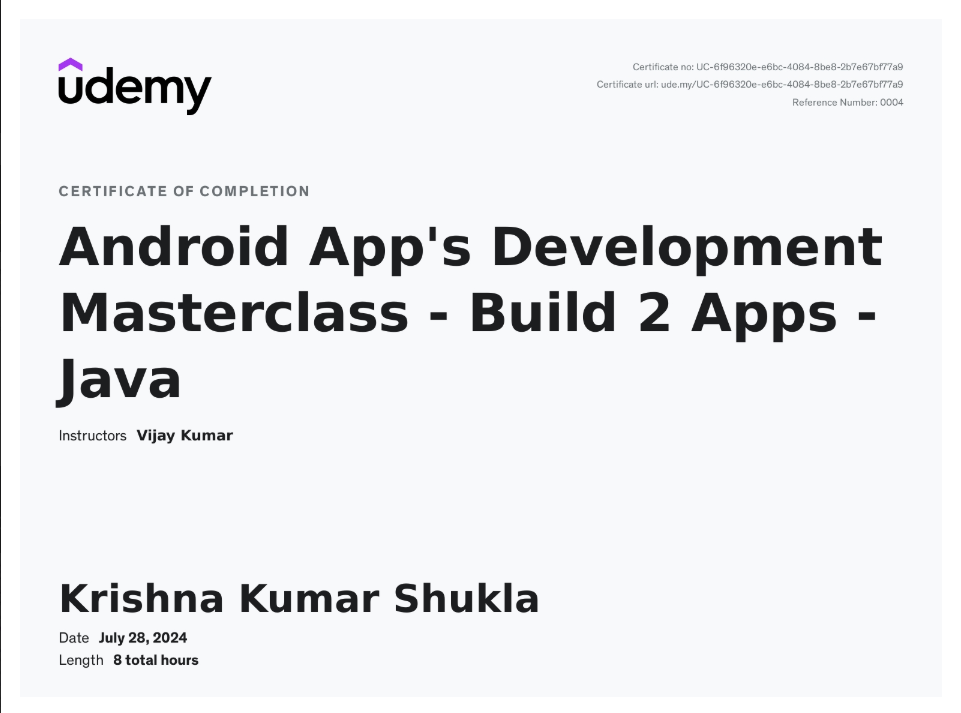 udemy
Certificate no: UC-6f96320e-e6bc-4084-8be8-2b7e67bf77a9
Certificate url: ude.my/UC-6f96320e-e6bc-4084-8be8-2b7e67bf77a9
Reference Number: 0004
CERTIFICATE OF COMPLETION
Android App's Development
Masterclass - Build 2 Apps -
Java
Instructors Vijay Kumar
Krishna Kumar Shukla
Date July 28, 2024
Length 8 total hours